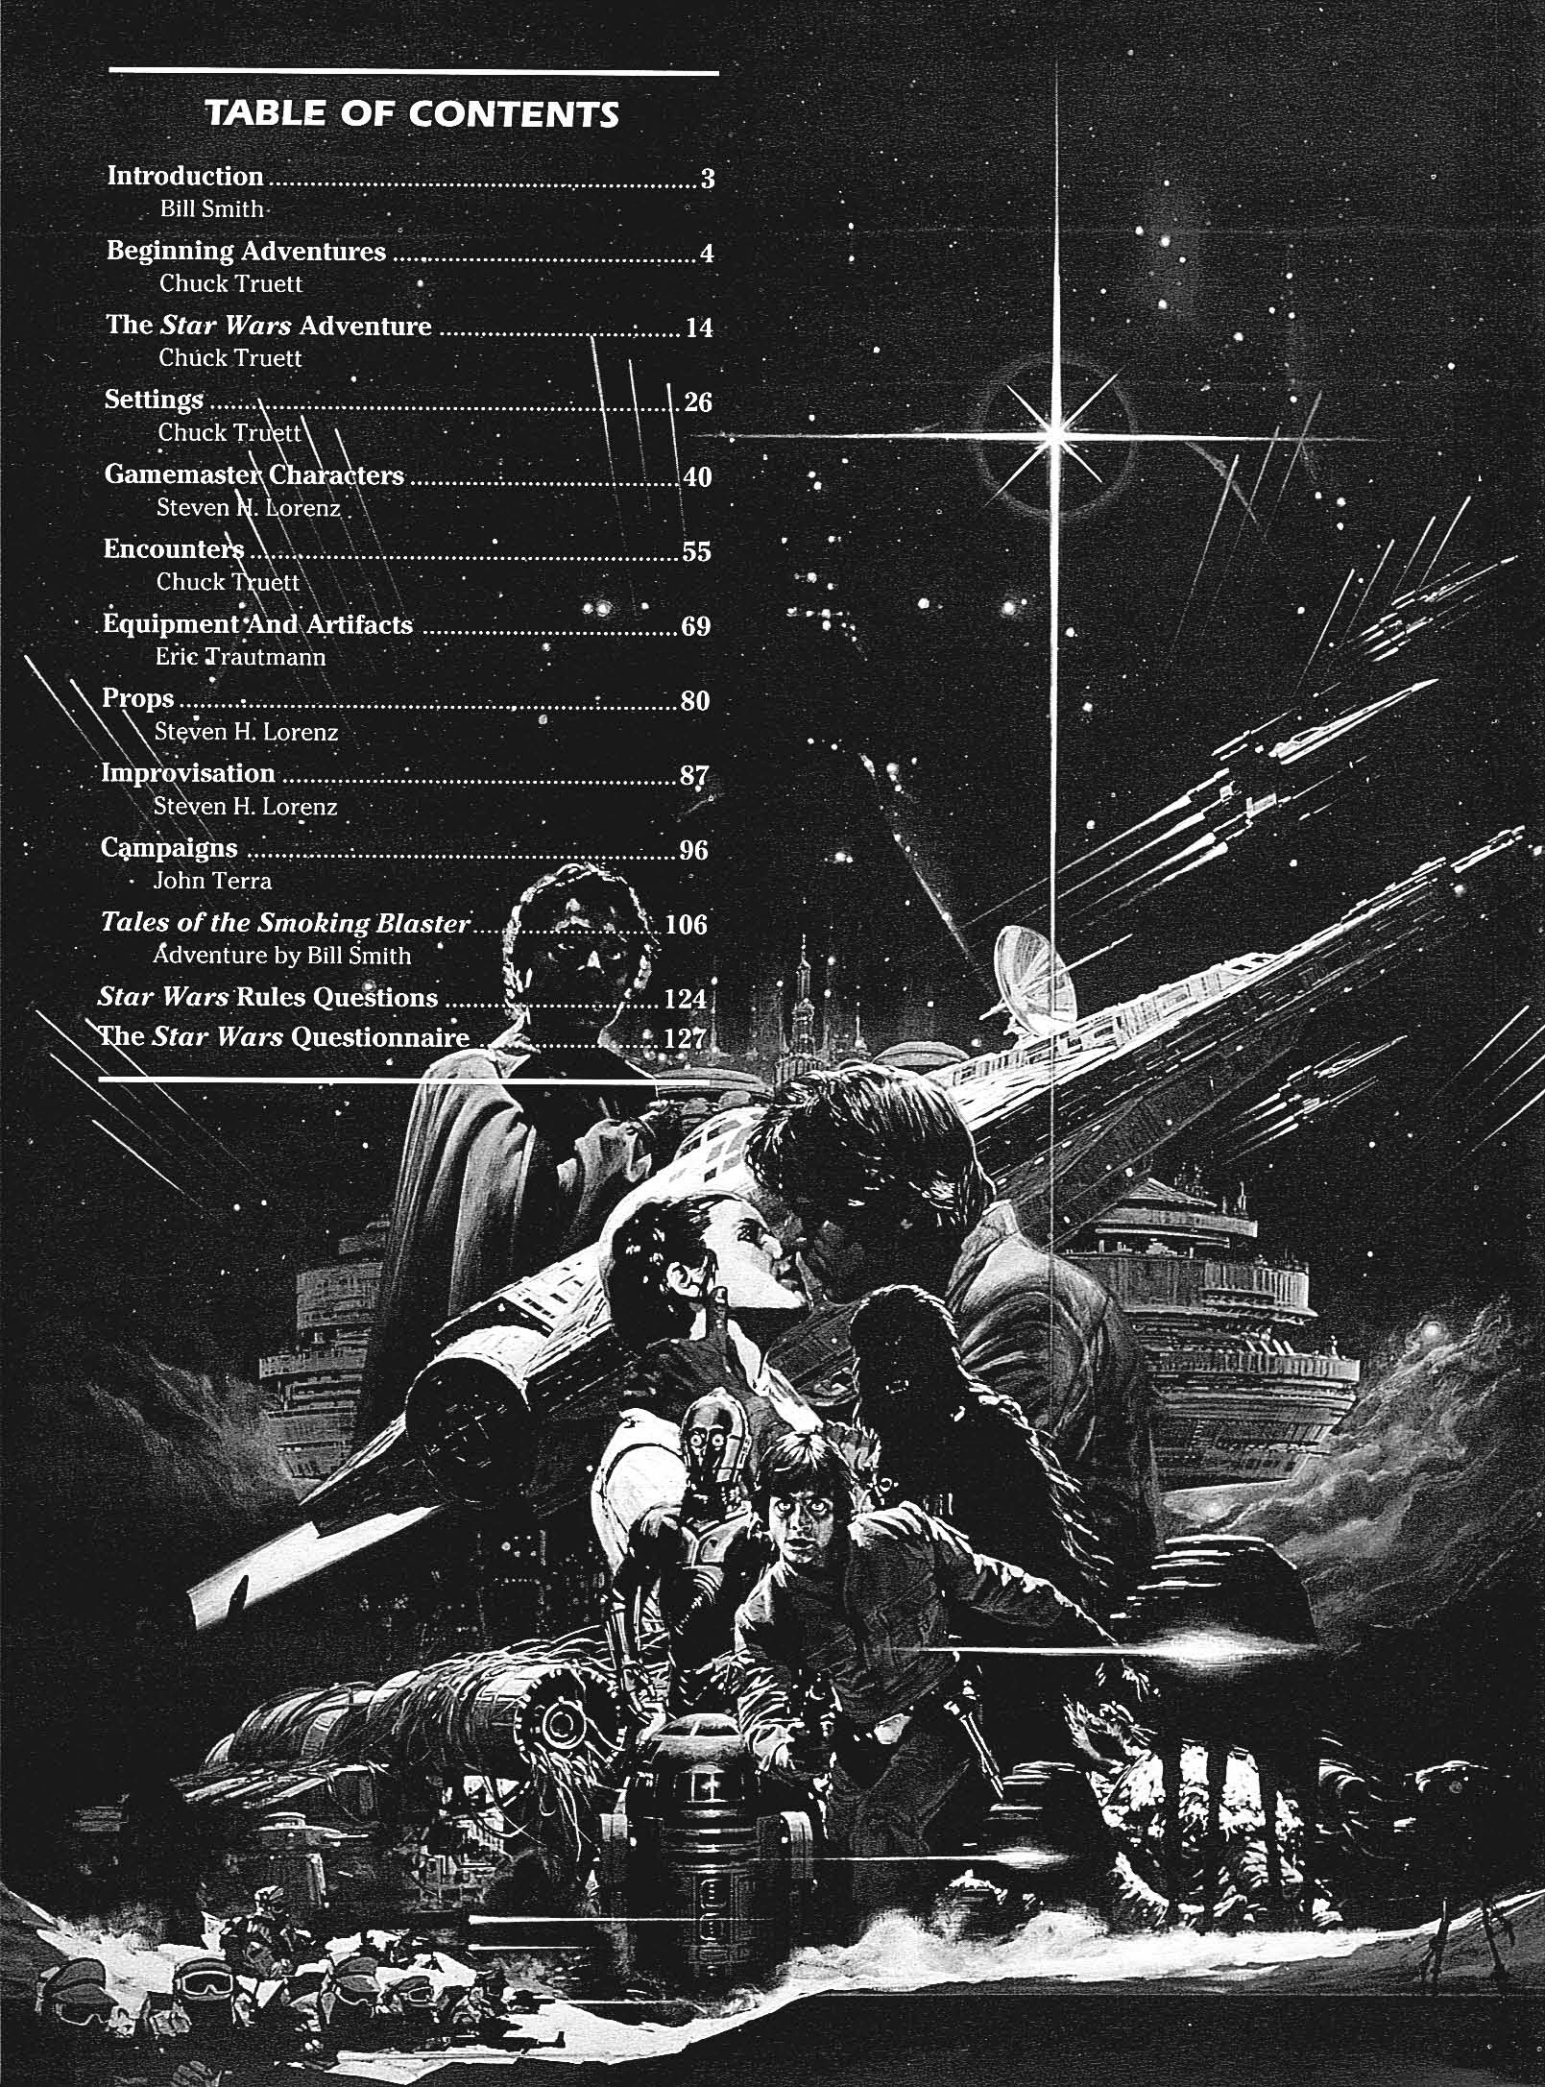 TABLE OF CONTENTS
Introduction ........................................................ 3
Bill Smith
Beginning Adventures ........................................ 4
Chuck Truett
The Star Wars Adventure ................................ 14
Chuck Truett
Settings ............................................................ 26
Chuck Truett
Gamemaster Characters .................................... 40
Steven H. Lorenz
Encounters ........................................................ 55
Chuck Truett
Equipment And Artifacts .................................. 69
Eric Trautmann
Props ................................................................ 80
Steven H. Lorenz
Improvisation .................................................... 87
Steven H. Lorenz
Campaigns ........................................................ 96
John Terra
Tales of the Smoking Blaster ........................ 106
Adventure by Bill Smith
Star Wars Rules Questions ............................ 124
The Star Wars Questionnaire ........................ 127